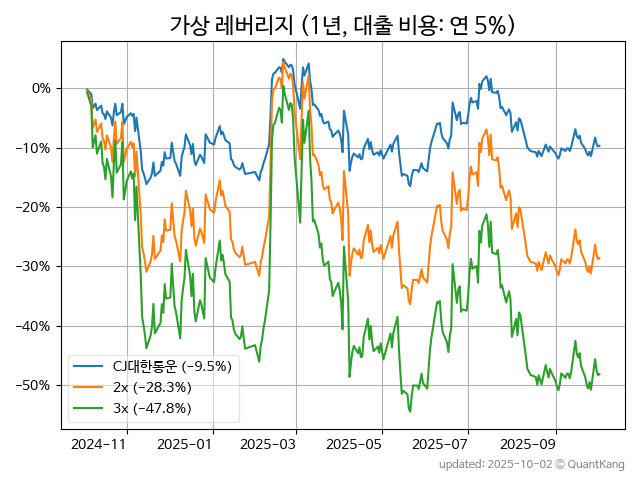 가상 레버리지 (1년, 대출 비용: 연 5%)
0%
−10%
−20%
−30%
−40%
−50%
CJ대한통운 (−9.5%)
2x (−28.3%)
3x (−47.8%)
2024-11 2025-01 2025-03 2025-05 2025-07 2025-09
updated: 2025-10-02 © QuantKang